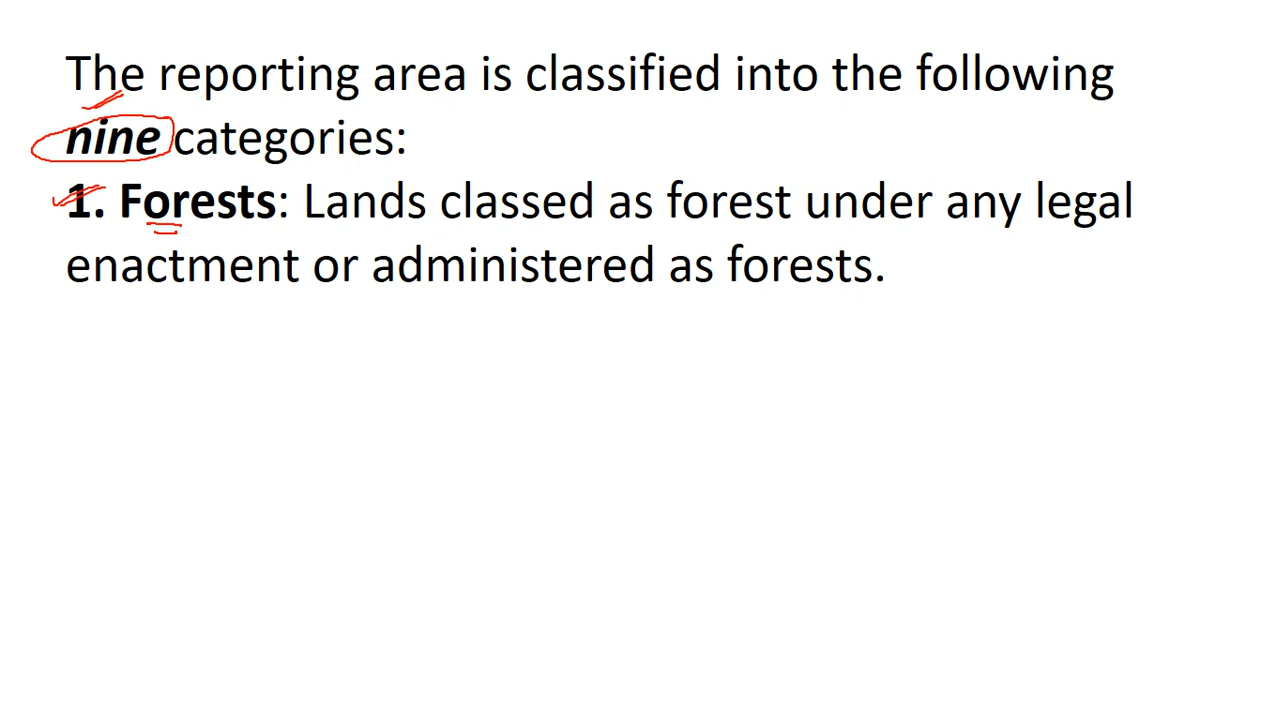 The reporting area is classified into the following
nine categories:
1. Forests: Lands classed as forest under any legal
enactment or administered as forests.